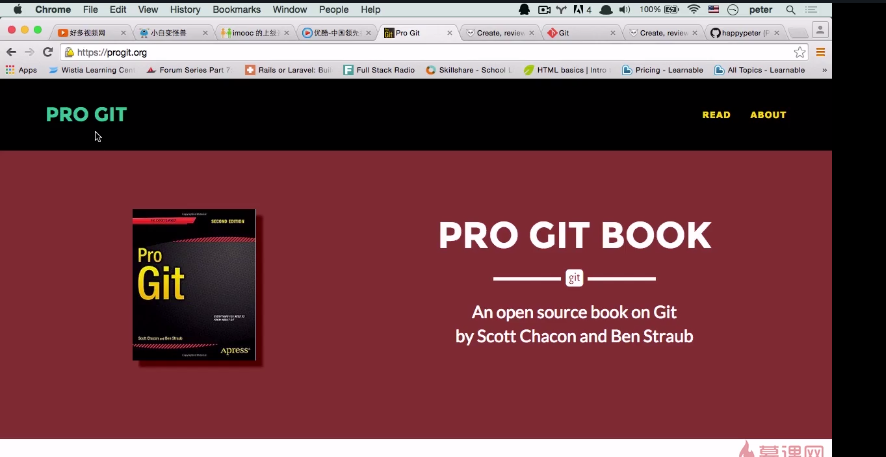 Chrome File Edit View History Bookmarks Window People Help 4 100% peter
好多视频网 小白变怪兽 imooc 的上 优酷-中国领先 Pro Git Create, review Git Create, review happypeter (F
https://progit.org
Apps Wistia Learning Cen Forum Series Part 7 Rails or Laravel: Buil Full Stack Radio Skillshare - School HTML basics | Intro Pricing - Learnable All Topics - Learnable »
PRO GIT
READ ABOUT
SECOND EDITION
Pro
Git
Scott Chacon and Ben Straub
Apress
PRO GIT BOOK
git
An open source book on Git
by Scott Chacon and Ben Straub
慕课网